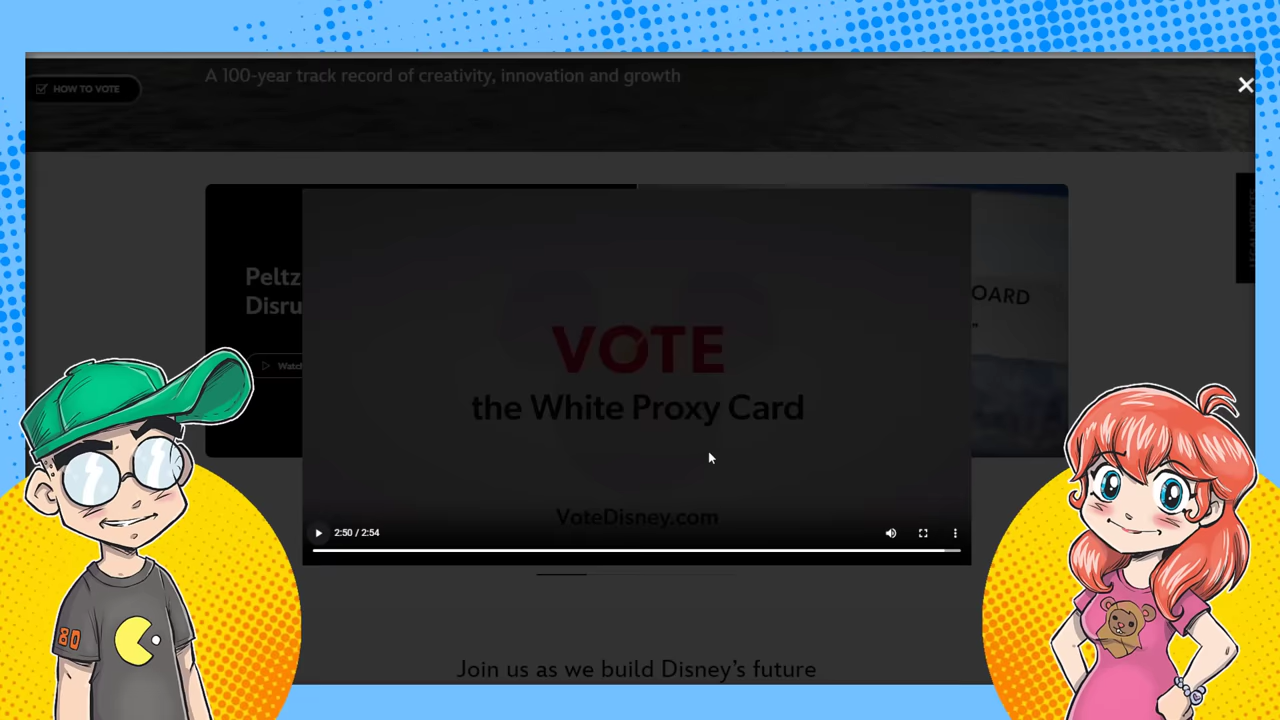 A 100-year track record of creativity, innovation and growth
HOW TO VOTE
Peltz
Disru
Watch
OARD
"
VOTE
the White Proxy Card
VoteDisney.com
2:50 / 2:54
Join us as we build Disney's future
80